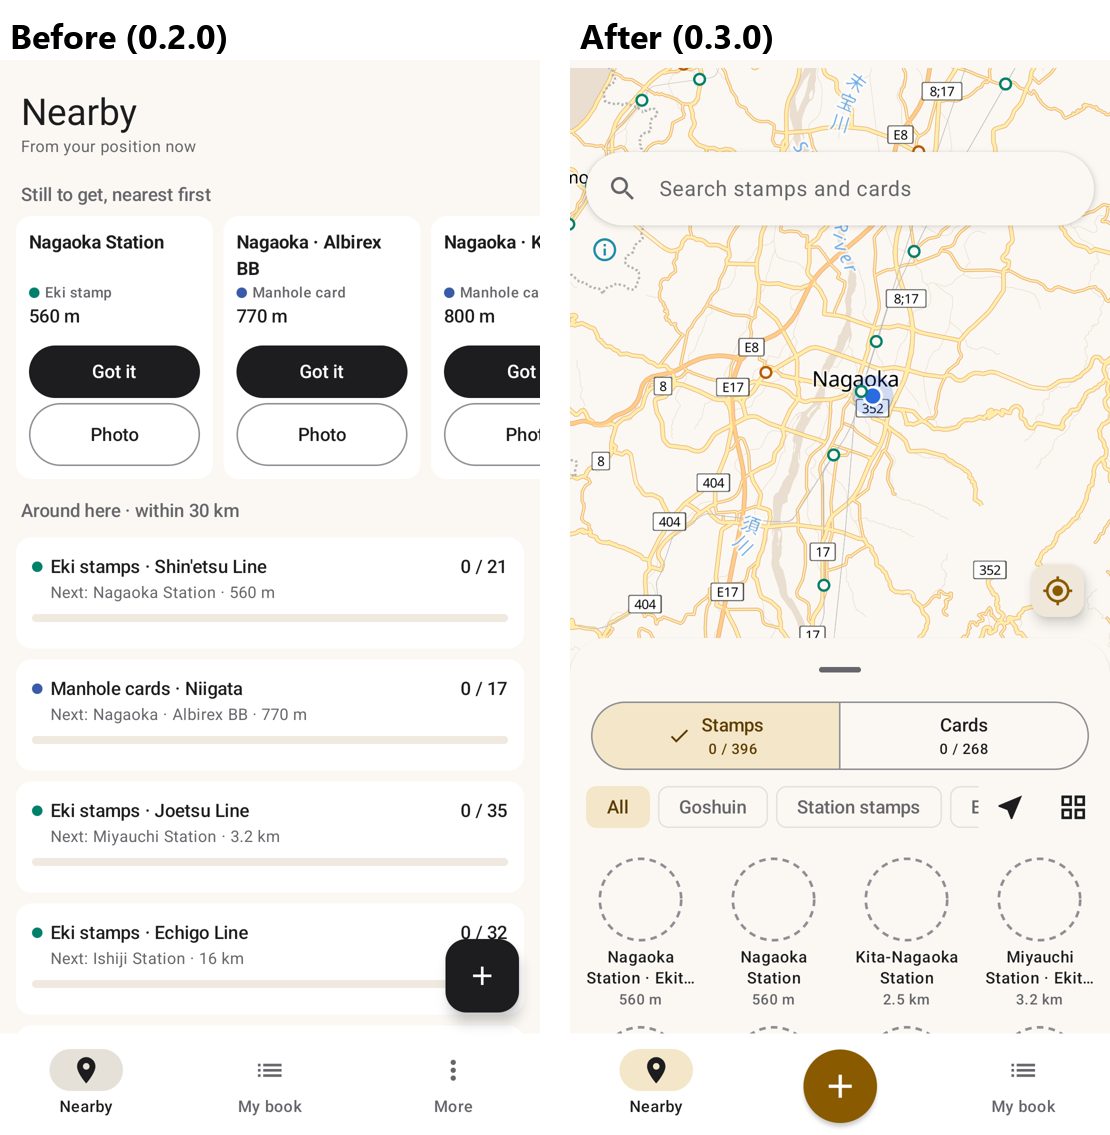 Before (0.2.0)
Nearby
From your position now
Still to get, nearest first
Nagaoka Station
Eki stamp
560 m
Got it
Photo
Nagaoka · Albirex
BB
Manhole card
770 m
Got it
Photo
Nagaoka · K
Manhole ca
800 m
Got
Phot
Around here · within 30 km
Eki stamps · Shin'etsu Line
0 / 21
Next: Nagaoka Station · 560 m
Manhole cards · Niigata
0 / 17
Next: Nagaoka · Albirex BB · 770 m
Eki stamps · Joetsu Line
0 / 35
Next: Miyauchi Station · 3.2 km
Eki stamps · Echigo Line
0 / 32
Next: Ishiji Station · 16 km
Nearby
My book
More
After (0.3.0)
8;17
E8
Search stamps and cards
River
8;17
E8
Nagaoka
8
E17
352
8
404
404
17
352
E17
404
17
Stamps
0 / 396
Cards
0 / 268
All
Goshuin
Station stamps
Nagaoka
Station · Ekit...
560 m
Nagaoka
Station
560 m
Kita-Nagaoka
Station
2.5 km
Miyauchi
Station · Ekit...
3.2 km
Nearby
My book